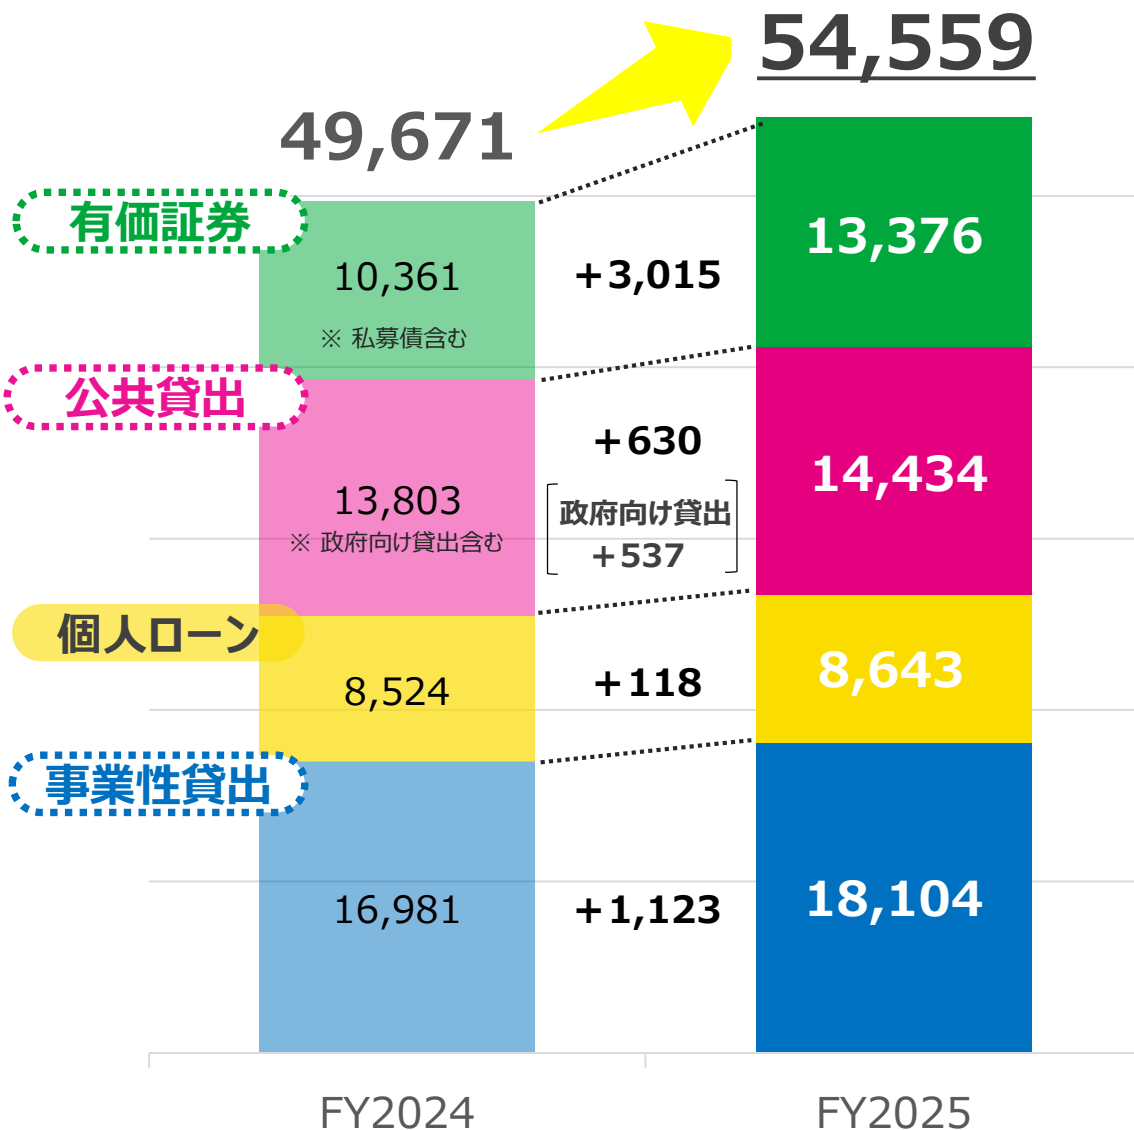 54,559
49,671
有価証券
10,361
※ 私募債含む
+3,015
13,376
公共貸出
13,803
※ 政府向け貸出含む
+630
政府向け貸出
+537
14,434
個人ローン
8,524
+118
8,643
事業性貸出
16,981
+1,123
18,104
FY2024
FY2025